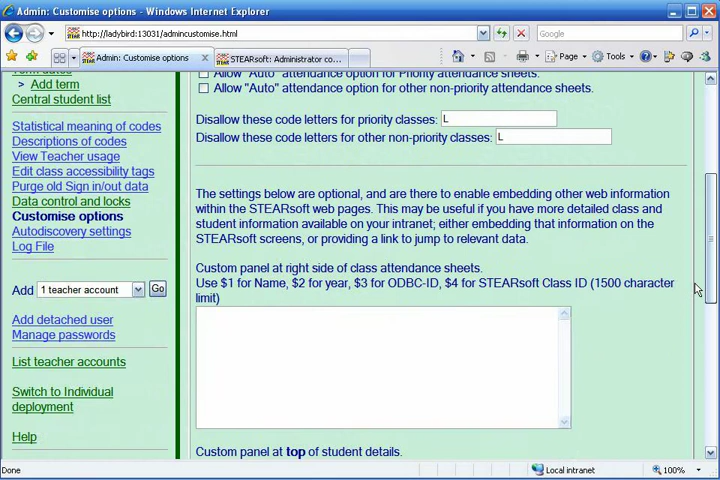 Admin: Customise options - Windows Internet Explorer
http://ladybird:13031/admincustomise.html
Google
Admin: Customise options
STEARsoft: Administrator co...
Page
Tools
> Add term
Central student list
Statistical meaning of codes
Descriptions of codes
View Teacher usage
Edit class accessibility tags
Purge old Sign in/out data
Data control and locks
Customise options
Autodiscovery settings
Log File
Add 1 teacher account Go
Add detached user
Manage passwords
List teacher accounts
Switch to Individual
deployment
Help
Allow "Auto" attendance option for Priority attendance sheets.
Allow "Auto" attendance option for other non-priority attendance sheets.
Disallow these code letters for priority classes: L
Disallow these code letters for other non-priority classes: L
The settings below are optional, and are there to enable embedding other web information
within the STEARsoft web pages. This may be useful if you have more detailed class and
student information available on your intranet; either embedding that information on the
STEARsoft screens, or providing a link to jump to relevant data.
Custom panel at right side of class attendance sheets.
Use $1 for Name, $2 for year, $3 for ODBC-ID, $4 for STEARsoft Class ID (1500 character
limit)
Custom panel at top of student details.
Done
Local intranet
100%